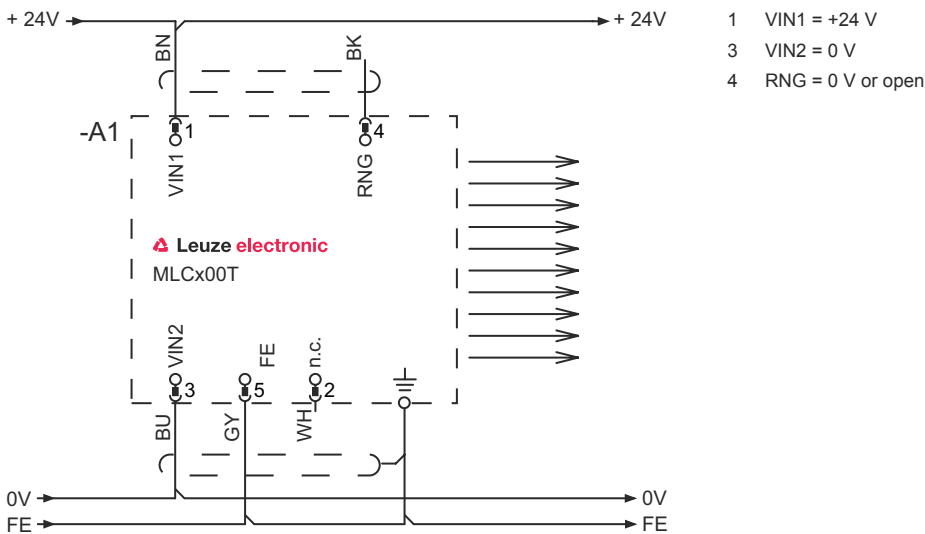 + 24V
+ 24V
1 VIN1 = +24 V
3 VIN2 = 0 V
4 RNG = 0 V or open
BN
BK
-A1
1
4
VIN1
RNG
Leuze electronic
MLCx00T
VIN2
FE
n.c.
3
5
2
BU
GY
WH
0V
0V
FE
FE